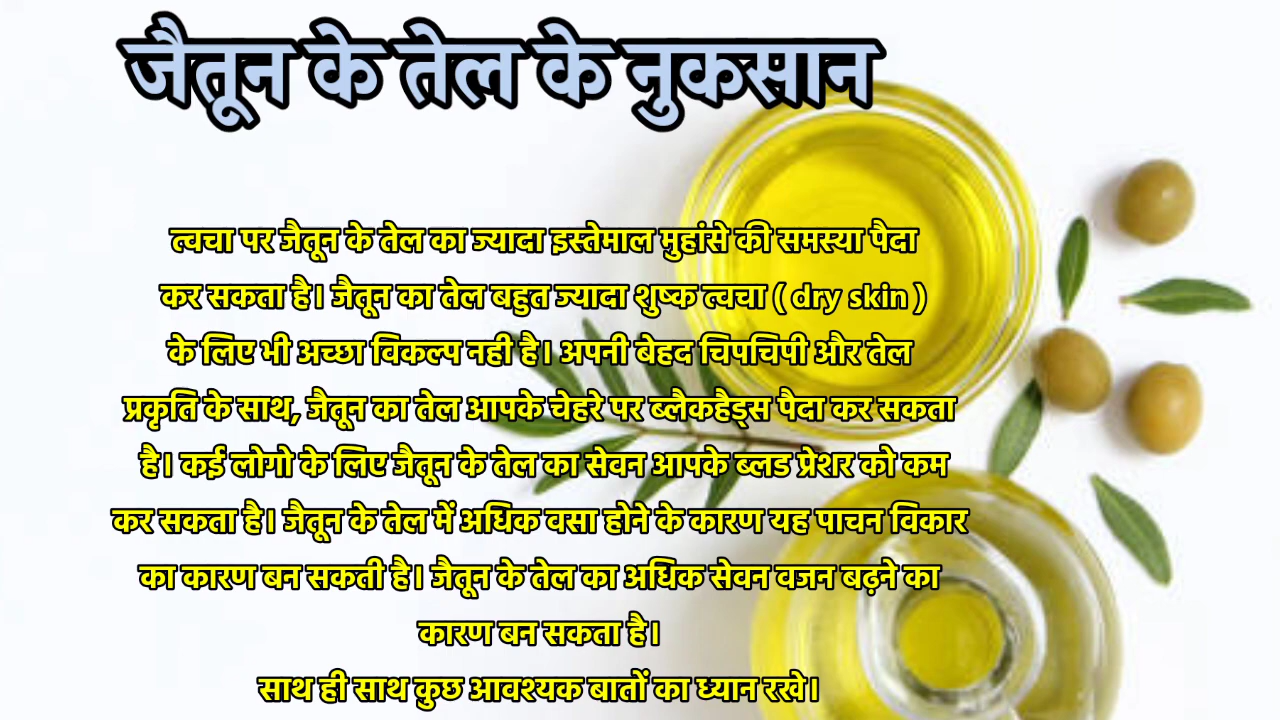 जैतून के तेल के नुकसान
त्वचा पर जैतून के तेल का ज्यादा इस्तेमाल मुहांसे की समस्या पैदा
कर सकता है। जैतून का तेल बहुत ज्यादा शुष्क त्वचा ( dry skin )
के लिए भी अच्छा विकल्प नही है। अपनी बेहद चिपचिपी और तेल
प्रकृति के साथ, जैतून का तेल आपके चेहरे पर ब्लैकहैड्स पैदा कर सकता
है। कई लोगो के लिए जैतून के तेल का सेवन आपके ब्लड प्रेशर को कम
कर सकता है। जैतून के तेल में अधिक वसा होने के कारण यह पाचन विकार
का कारण बन सकती है। जैतून के तेल का अधिक सेवन वजन बढ़ने का
कारण बन सकता है।
साथ ही साथ कुछ आवश्यक बातों का ध्यान रखे।